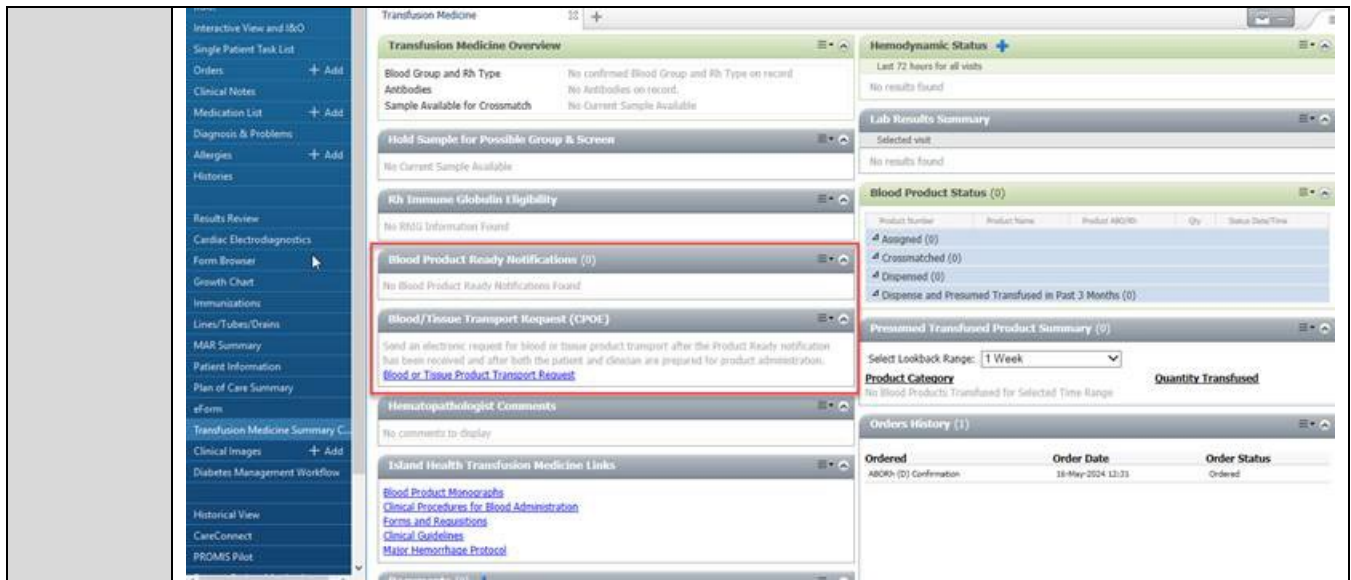 Interactive View and I&O
Single Patient Task List
Orders + Add
Clinical Notes
Medication List + Add
Diagnosis & Problems
Allergies + Add
Histories
Results Review
Cardiac Electrodiagnostics
Form Browser
Growth Chart
Immunizations
Lines/Tubes/Drains
MAR Summary
Patient Information
Plan of Care Summary
eForm
Transfusion Medicine Summary C...
Clinical Images + Add
Diabetes Management Workflow
Historical View
CareConnect
PROMIS Pilot
Transfusion Medicine
Transfusion Medicine Overview
Blood Group and Rh Type No confirmed Blood Group and Rh Type on record
Antibodies No Antibodies on record.
Sample Available for Crossmatch No Current Sample Available
Hold Sample for Possible Group & Screen
No Current Sample Available
Rh Immune Globulin Eligibility
No RhIG Information Found
Blood Product Ready Notifications (0)
No Blood Product Ready Notifications Found
Blood/Tissue Transport Request (CPOE)
Send an electronic request for blood or tissue product transport after the Product Ready notification
has been received and after both the patient and clinician are prepared for product administration.
Blood or Tissue Product Transport Request
Hematopathologist Comments
No comments to display
Island Health Transfusion Medicine Links
Blood Product Monographs
Clinical Procedures for Blood Administration
Forms and Requisitions
Clinical Guidelines
Major Hemorrhage Protocol
Hemodynamic Status
Last 72 hours for all visits
No results found
Lab Results Summary
Selected visit
No results found
Blood Product Status (0)
Product Number Product Name Product ABO/Rh Qty Status Date/Time
Assigned (0)
Crossmatched (0)
Dispensed (0)
Dispense and Presumed Transfused in Past 3 Months (0)
Presumed Transfused Product Summary (0)
Select Lookback Range: 1 Week
Product Category Quantity Transfused
No Blood Products Transfused for Selected Time Range
Orders History (1)
Ordered Order Date Order Status
ABORh (D) Confirmation 16-May-2024 12:31 Ordered